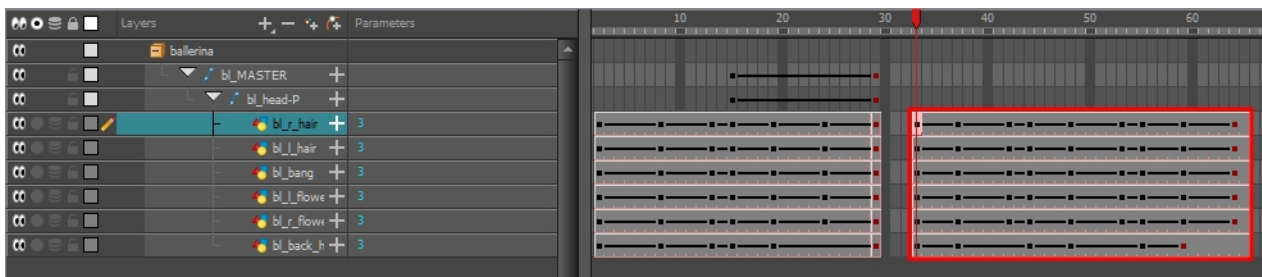 Layers Parameters 10 20 30 40 50 60
ballerina
bl_MASTER
bl_head-P
bl_r_hair 3
bl_l_hair 3
bl_bang 3
bl_l_flowe 3
bl_r_flowe 3
bl_back_h 3